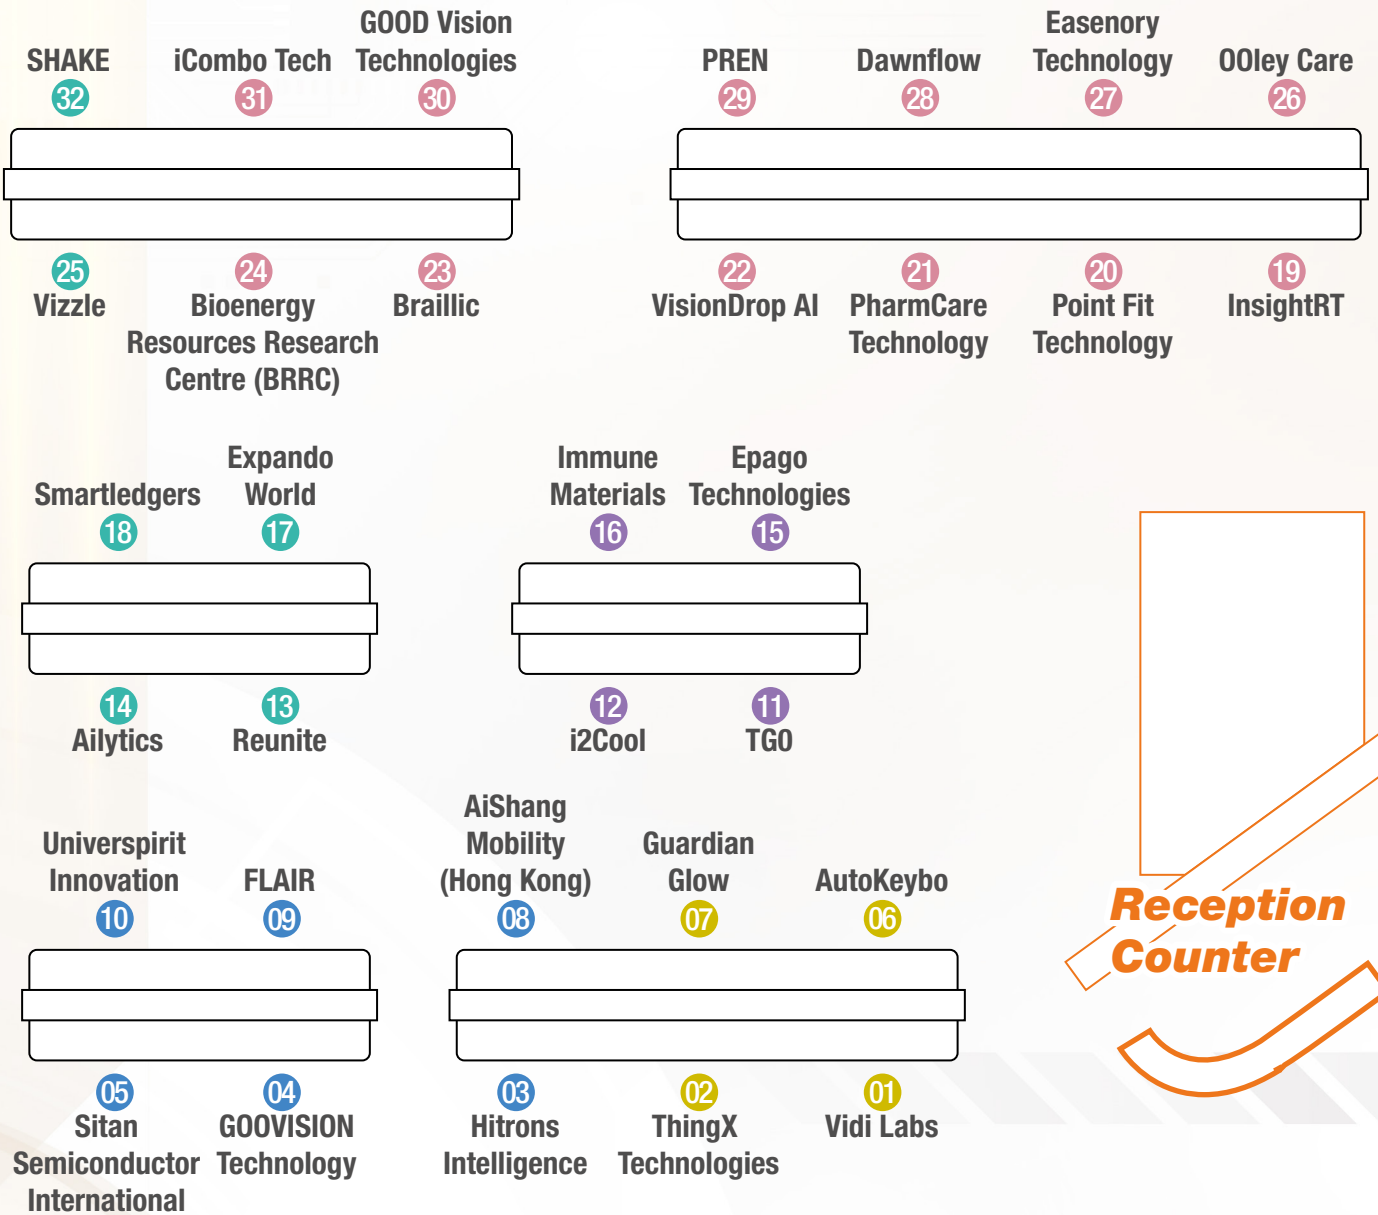 SHAKE
32
iCombo Tech
31
GOOD Vision
Technologies
30
PREN
29
Dawnflow
28
Easenory
Technology
27
OOley Care
26
25
Vizzle
24
Bioenergy
Resources Research
Centre (BRRC)
23
Braillic
22
VisionDrop AI
21
PharmCare
Technology
20
Point Fit
Technology
19
InsightRT
Smartledgers
18
Expando
World
17
Immune
Materials
16
Epago
Technologies
15
14
Ailytics
13
Reunite
12
i2Cool
11
TGO
Universpirit
Innovation
10
FLAIR
09
AiShang
Mobility
(Hong Kong)
08
Guardian
Glow
07
AutoKeybo
06
Reception
Counter
05
Sitan
Semiconductor
International
04
GOOVISION
Technology
03
Hitrons
Intelligence
02
ThingX
Technologies
01
Vidi Labs